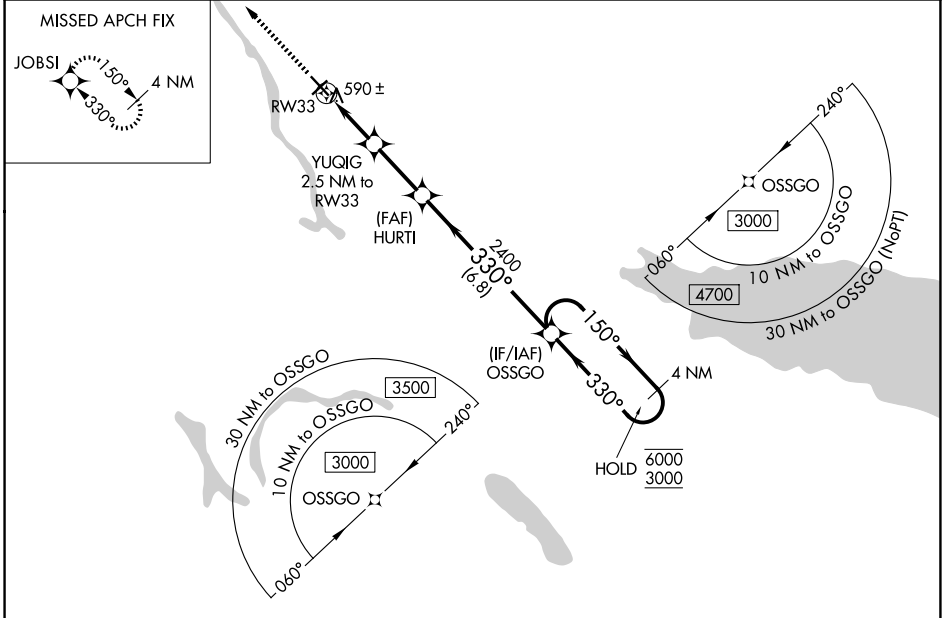 MISSED APCH FIX
JOBSI
150°
4 NM
330°
590 ±
RW33
YUQIG
2.5 NM to
RW33
(FAF)
HURTI
2400
330°
(6.8)
240°
OSSGO
3000
060°
10 NM to OSSGO
4700
30 NM to OSSGO (NoPT)
(IF/IAF)
OSSGO
150°
330°
4 NM
HOLD
6000
3000
30 NM to OSSGO
3500
10 NM to OSSGO
240°
3000
OSSGO
060°